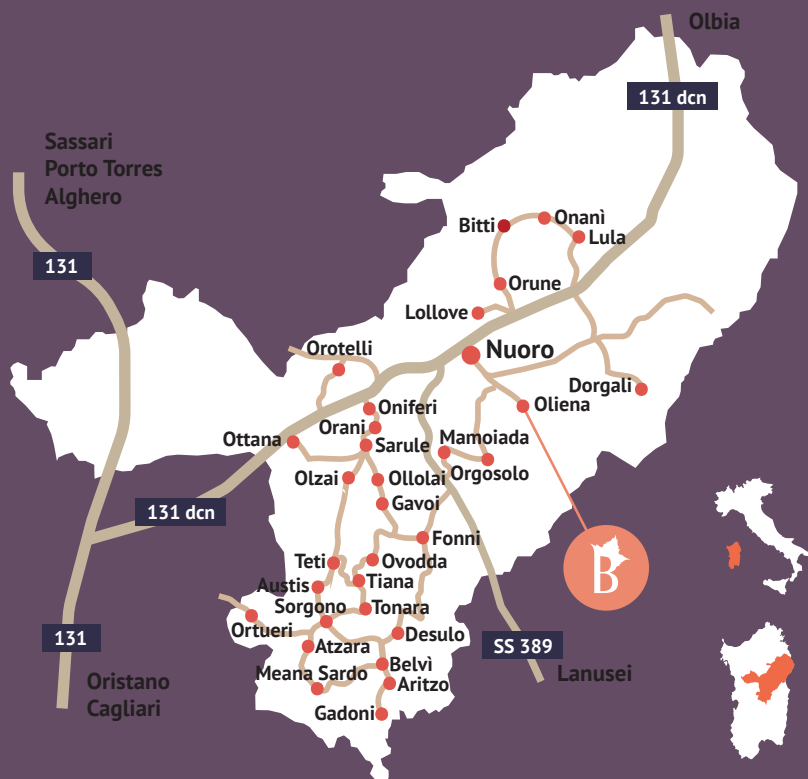 Olbia
131 dcn
Sassari
Porto Torres
Alghero
131
Bitti
Onanì
Lula
Orune
Lollove
Nuoro
Orotelli
Dorgali
Oliena
Oniferi
Orani
Ottana
Sarule
Mamoiada
Orgosolo
Olzai
Ollolai
Gavoi
131 dcn
Fonni
Teti
Ovodda
Tiana
Austis
Sorgono
Tonara
Ortueri
Desulo
Atzara
Belvì
Meana Sardo
Aritzo
Gadoni
B
131
Oristano
Cagliari
SS 389
Lanusei